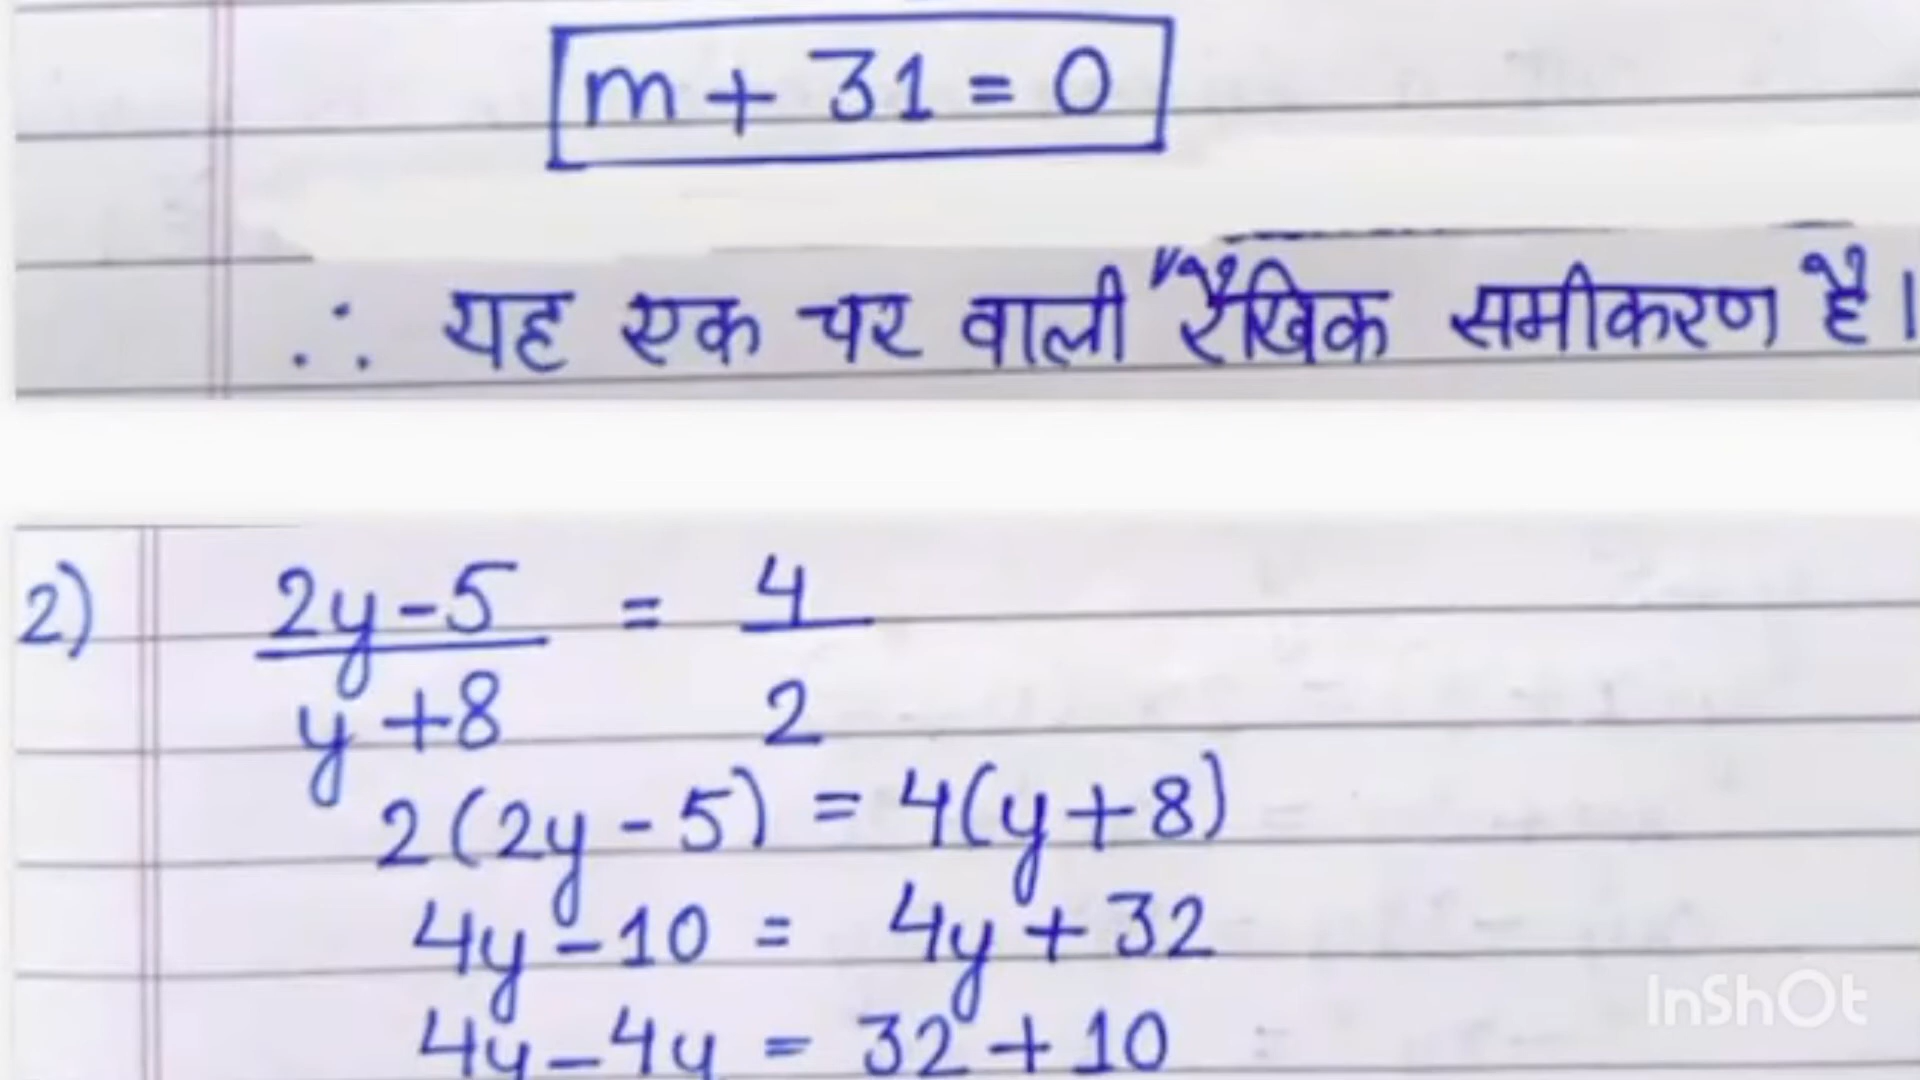 m + 31 = 0
∴ यह एक चर वाली रैखिक समीकरण है।
2) 2y - 5 / y + 8 = 4 / 2
2(2y - 5) = 4(y + 8)
4y - 10 = 4y + 32
4y - 4y = 32 + 10
InShOt